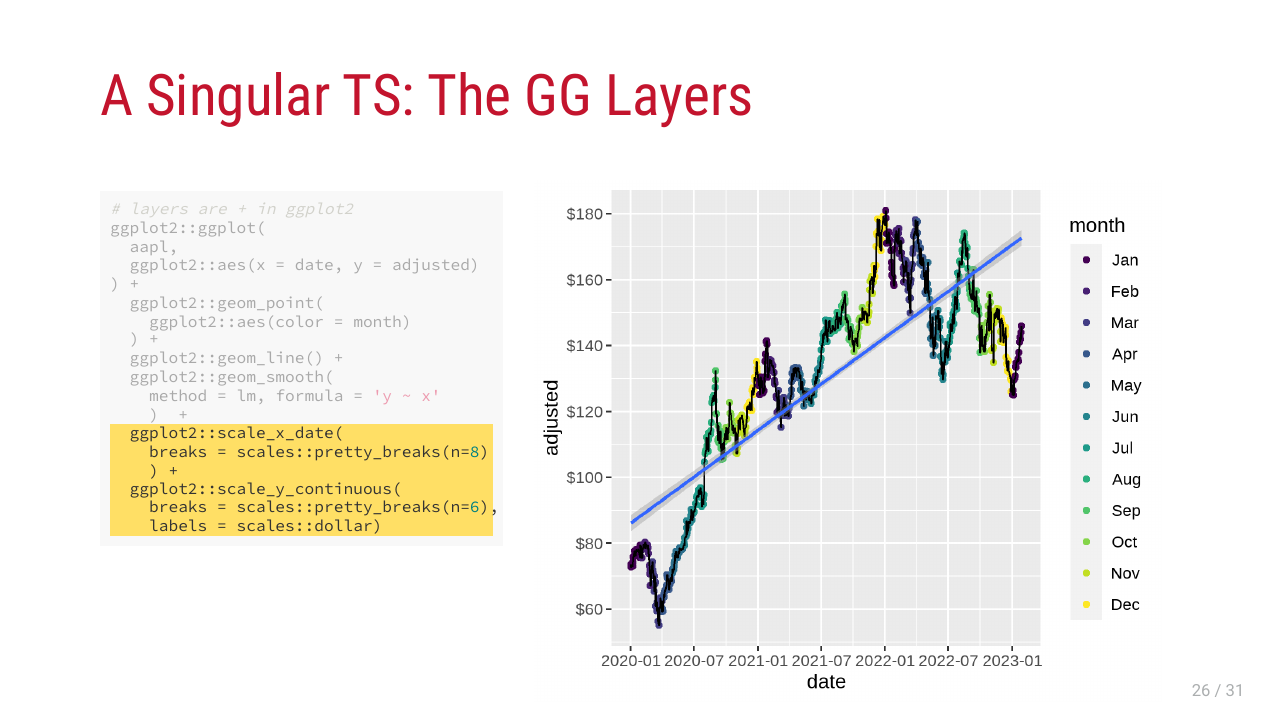 A Singular TS: The GG Layers
# layers are + in ggplot2
ggplot2::ggplot(
  aapl,
  ggplot2::aes(x = date, y = adjusted)
) +
  ggplot2::geom_point(
    ggplot2::aes(color = month)
  ) +
  ggplot2::geom_line() +
  ggplot2::geom_smooth(
    method = lm, formula = 'y ~ x'
    )  +
  ggplot2::scale_x_date(
    breaks = scales::pretty_breaks(n=8)
    ) +
  ggplot2::scale_y_continuous(
    breaks = scales::pretty_breaks(n=6),
    labels = scales::dollar)
adjusted
$180
$160
$140
$120
$100
$80
$60
2020-01 2020-07 2021-01 2021-07 2022-01 2022-07 2023-01
date
month
Jan
Feb
Mar
Apr
May
Jun
Jul
Aug
Sep
Oct
Nov
Dec
26 / 31